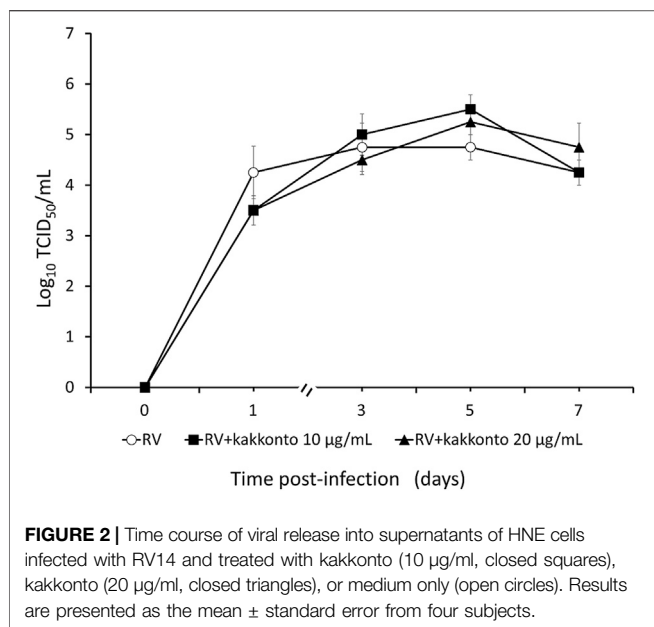 7
6
5
4
3
2
1
0
Log10 TCID50/mL
0 1 3 5 7
RV RV+kakkonto 10 µg/mL RV+kakkonto 20 µg/mL
Time post-infection (days)
FIGURE 2 | Time course of viral release into supernatants of HNE cells
infected with RV14 and treated with kakkonto (10 µg/ml, closed squares),
kakkonto (20 µg/ml, closed triangles), or medium only (open circles). Results
are presented as the mean ± standard error from four subjects.